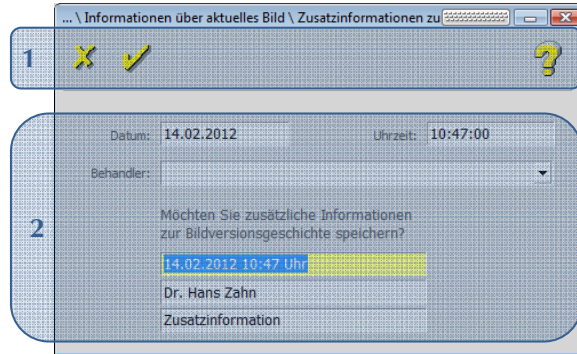 ... \ Informationen über aktuelles Bild \ Zusatzinformationen zu
1
Datum: 14.02.2012 Uhrzeit: 10:47:00
Behandler:
Möchten Sie zusätzliche Informationen
zur Bildversionsgeschichte speichern?
2
14.02.2012 10:47 Uhr
Dr. Hans Zahn
Zusatzinformation